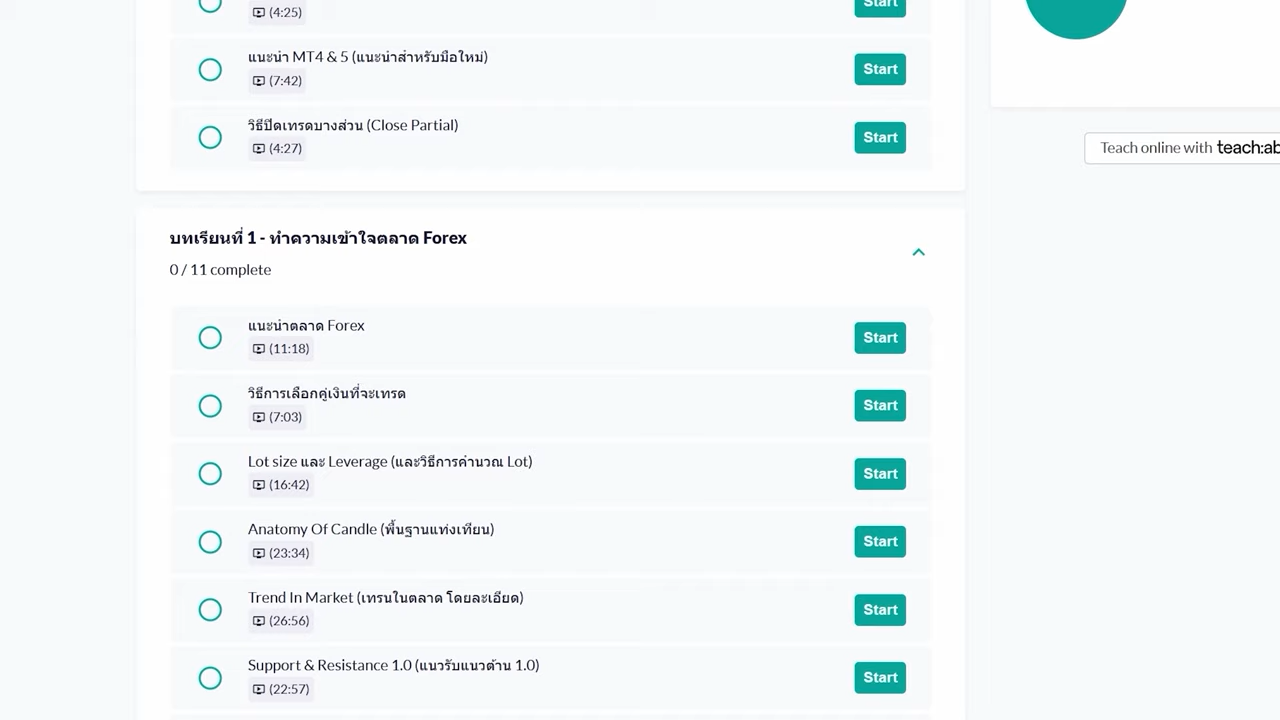 (4:25)
Start
แนะนำ MT4 & 5 (แนะนำสำหรับมือใหม่)
(7:42)
Start
วิธีปิดเทรดบางส่วน (Close Partial)
(4:27)
Start
Teach online with teach:ab
บทเรียนที่ 1 - ทำความเข้าใจตลาด Forex
0 / 11 complete
แนะนำตลาด Forex
(11:18)
Start
วิธีการเลือกคู่เงินที่จะเทรด
(7:03)
Start
Lot size และ Leverage (และวิธีการคำนวณ Lot)
(16:42)
Start
Anatomy Of Candle (พื้นฐานแท่งเทียน)
(23:34)
Start
Trend In Market (เทรนในตลาด โดยละเอียด)
(26:56)
Start
Support & Resistance 1.0 (แนวรับแนวต้าน 1.0)
(22:57)
Start